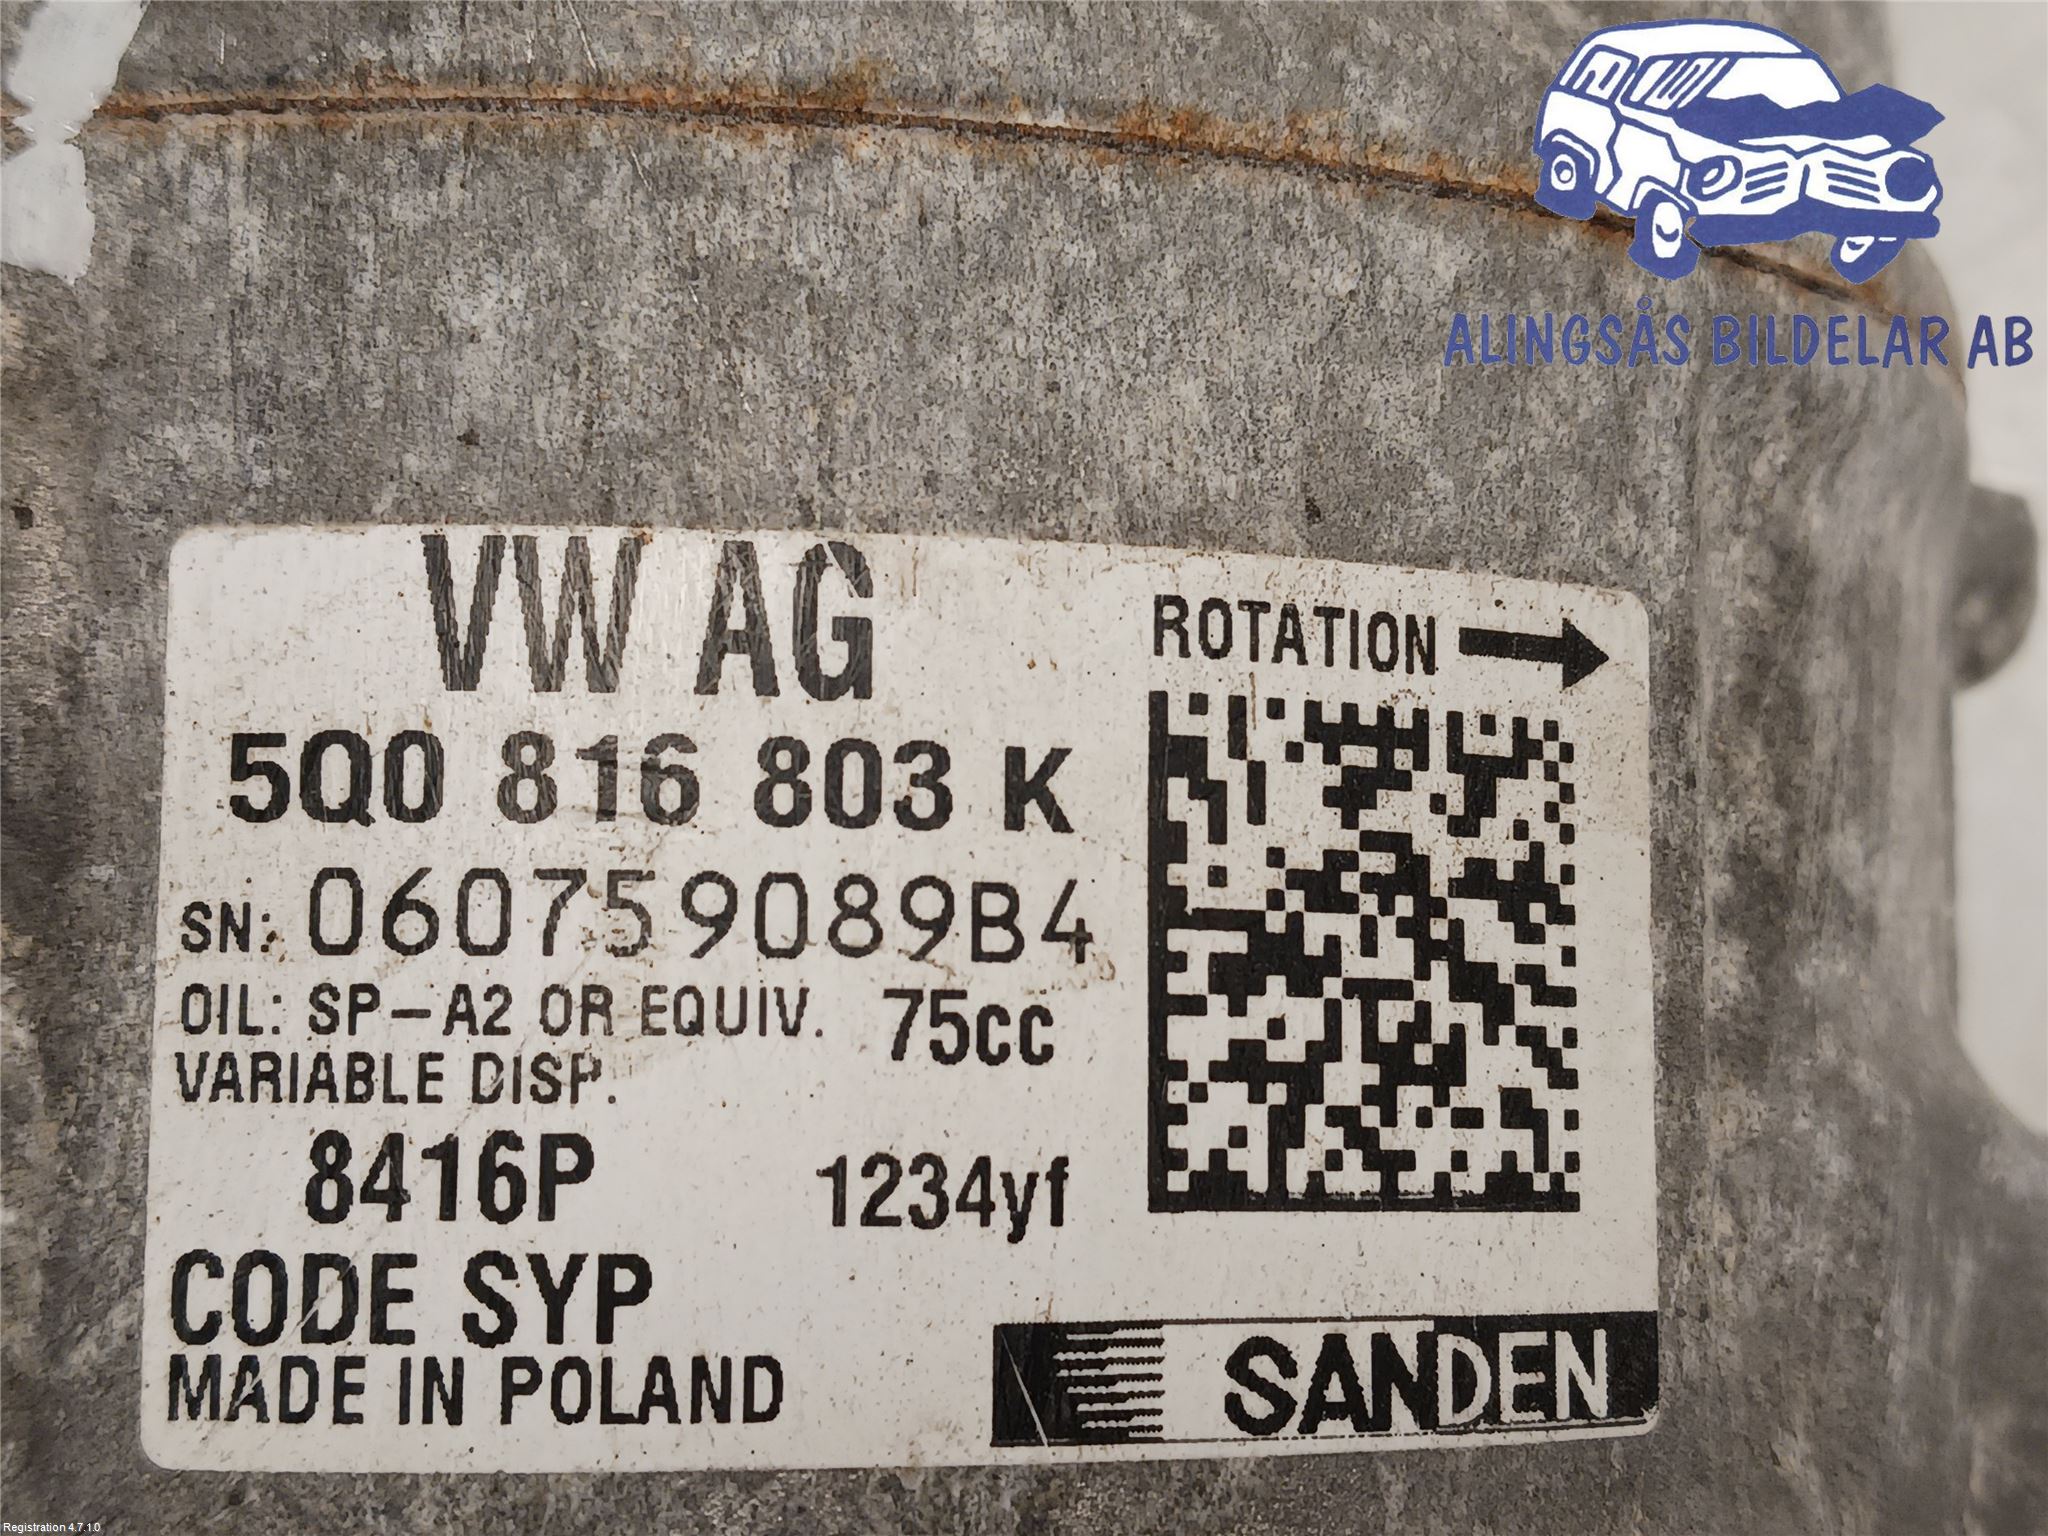 ALINGSÅS BILDELAR AB
VW AG
ROTATION
5Q0 816 803 K
SN: 060759089B4
OIL: SP-A2 OR EQUIV. 75cc
VARIABLE DISP.
8416P 1234yf
CODE SYP
MADE IN POLAND
SANDEN
Registration 4.7.1.0